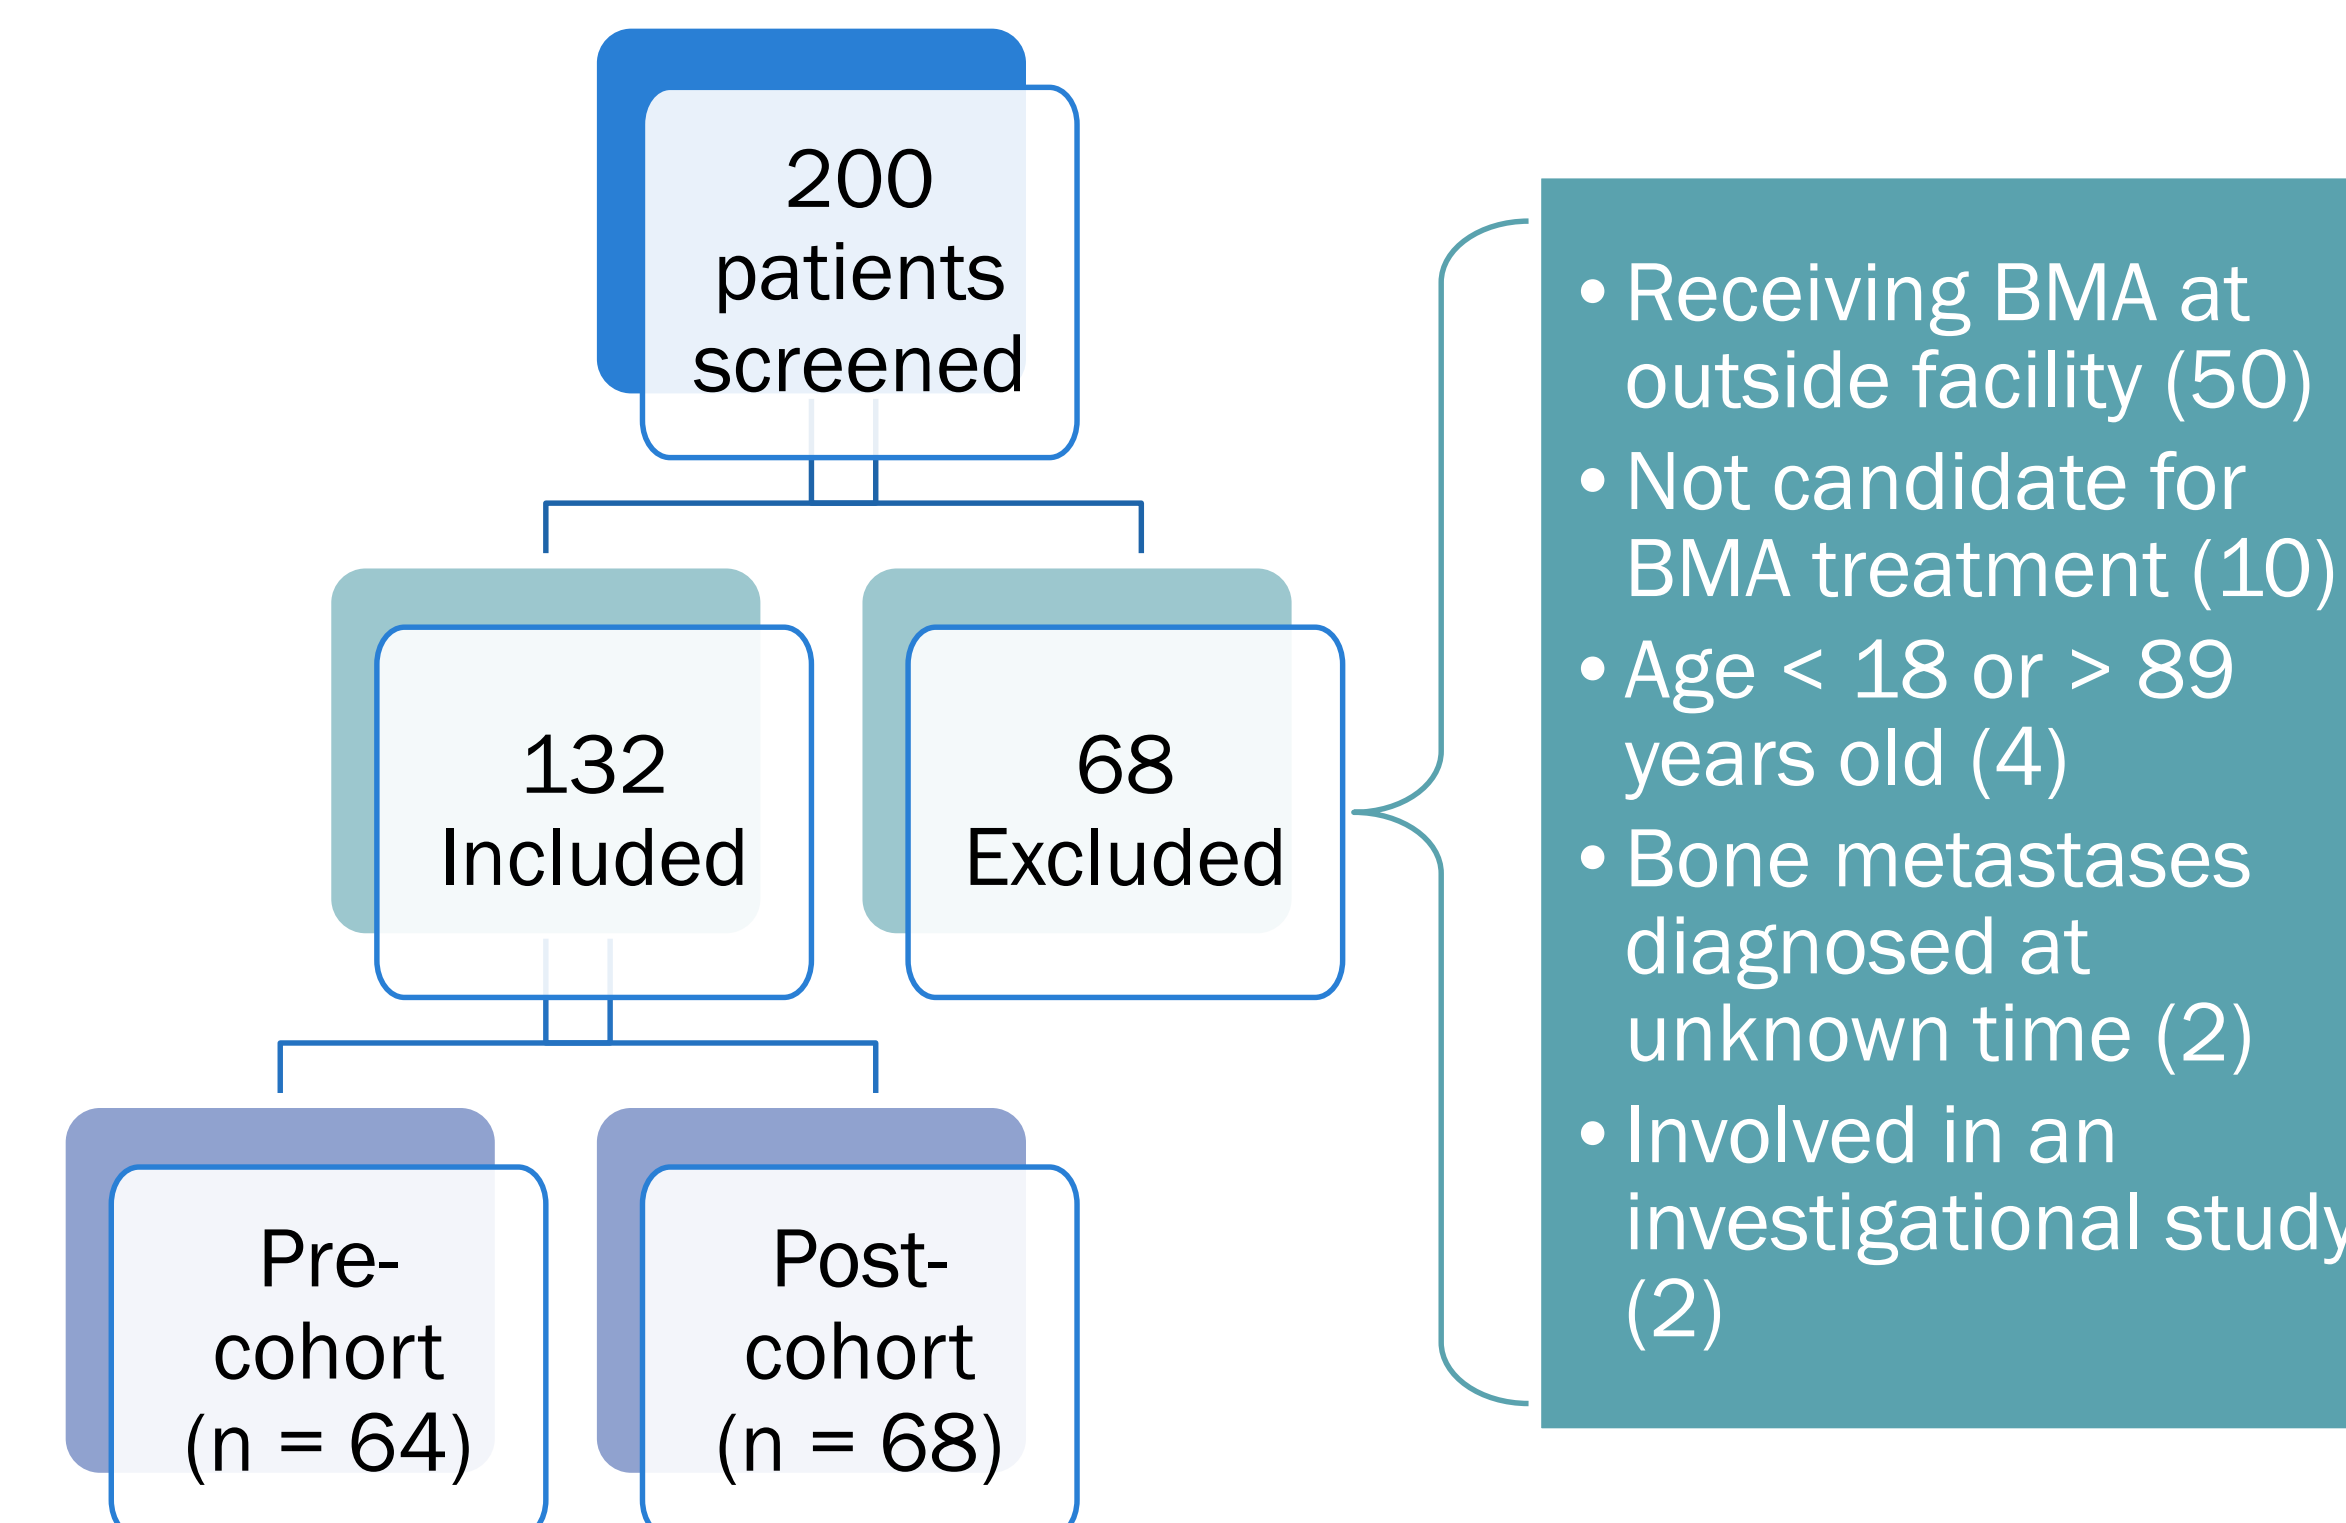 200
patients
screened
132
Included
68
Excluded
Pre-
cohort
(n = 64)
Post-
cohort
(n = 68)
• Receiving BMA at
outside facility (50)
• Not candidate for
BMA treatment (10)
• Age < 18 or > 89
years old (4)
• Bone metastases
diagnosed at
unknown time (2)
• Involved in an
investigational study
(2)